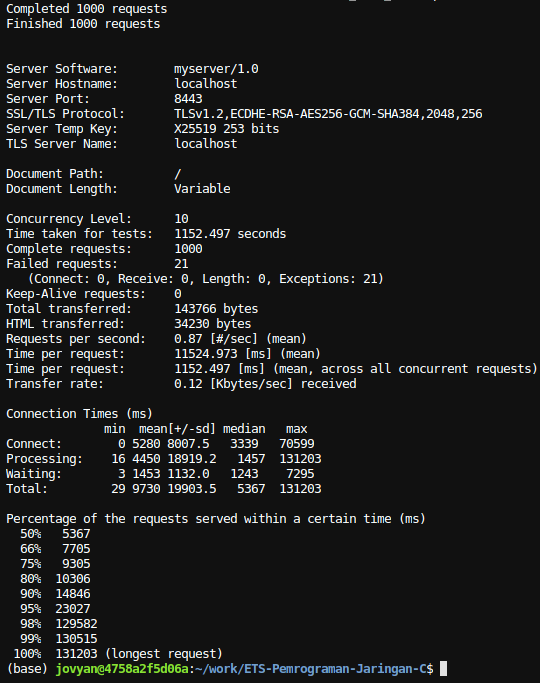 Completed 1000 requests
Finished 1000 requests
Server Software: myserver/1.0
Server Hostname: localhost
Server Port: 8443
SSL/TLS Protocol: TLSv1.2,ECDHE-RSA-AES256-GCM-SHA384,2048,256
Server Temp Key: X25519 253 bits
TLS Server Name: localhost
Document Path: /
Document Length: Variable
Concurrency Level: 10
Time taken for tests: 1152.497 seconds
Complete requests: 1000
Failed requests: 21
(Connect: 0, Receive: 0, Length: 0, Exceptions: 21)
Keep-Alive requests: 0
Total transferred: 143766 bytes
HTML transferred: 34230 bytes
Requests per second: 0.87 [#/sec] (mean)
Time per request: 11524.973 [ms] (mean)
Time per request: 1152.497 [ms] (mean, across all concurrent requests)
Transfer rate: 0.12 [Kbytes/sec] received
Connection Times (ms)
min mean[+/-sd] median max
Connect: 0 5280 8007.5 3339 70599
Processing: 16 4450 18919.2 1457 131203
Waiting: 3 1453 1132.0 1243 7295
Total: 29 9730 19903.5 5367 131203
Percentage of the requests served within a certain time (ms)
50% 5367
66% 7705
75% 9305
80% 10306
90% 14846
95% 23027
98% 129582
99% 130515
100% 131203 (longest request)
(base) jovyan@4758a2f5d06a:~/work/ETS-Pemrograman-Jaringan-C$